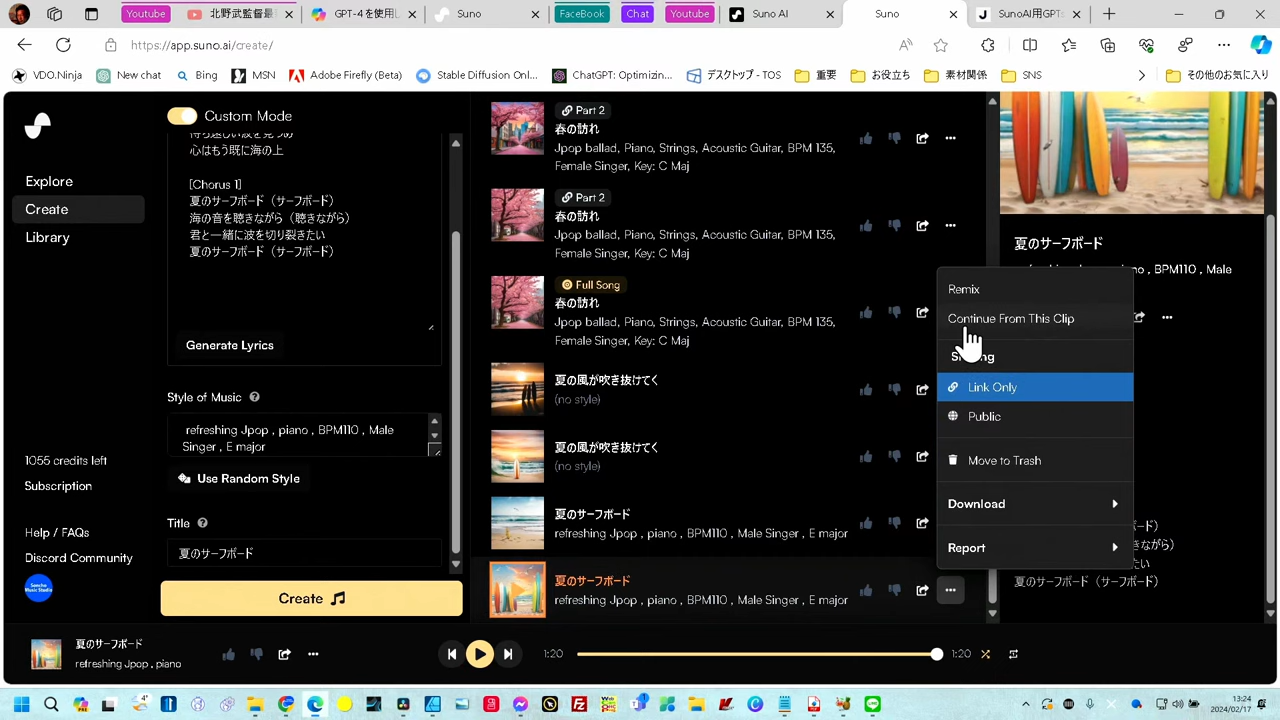 Youtube
北野武監督最
GPT-4を使用し
Suno
FaceBook
Chat
Youtube
Suno AI
Suno
Suno専用GPT
https://app.suno.ai/create/
VDO.Ninja
New chat
Bing
MSN
Adobe Firefly (Beta)
Stable Diffusion Onl...
ChatGPT: Optimizin...
デスクトップ - TOS
重要
お役立ち
素材関係
SNS
その他のお気に入り
Custom Mode
心はもう既に海の上
[Chorus 1]
夏のサーフボード（サーフボード）
海の音を聴きながら（聴きながら）
君と一緒に波を切り裂きたい
夏のサーフボード（サーフボード）
Generate Lyrics
Style of Music
refreshing Jpop , piano , BPM110 , Male
Singer , E major
Use Random Style
Title
夏のサーフボード
Create
Explore
Create
Library
1055 credits left
Subscription
Help / FAQs
Discord Community
Sancha
Music Studio
Part 2
春の訪れ
Jpop ballad, Piano, Strings, Acoustic Guitar, BPM 135,
Female Singer, Key: C Maj
Part 2
春の訪れ
Jpop ballad, Piano, Strings, Acoustic Guitar, BPM 135,
Female Singer, Key: C Maj
Full Song
春の訪れ
Jpop ballad, Piano, Strings, Acoustic Guitar, BPM 135,
Female Singer, Key: C Maj
夏の風が吹き抜けてく
(no style)
夏の風が吹き抜けてく
(no style)
夏のサーフボード
refreshing Jpop , piano , BPM110 , Male Singer , E major
夏のサーフボード
refreshing Jpop , piano , BPM110 , Male Singer , E major
Remix
Continue From This Clip
Link Only
Public
Move to Trash
Download
Report
夏のサーフボード
, BPM110 , Male
夏のサーフボード（サーフボード）
夏のサーフボード
refreshing Jpop , piano
1:20
1:20
13:24
2024/02/17